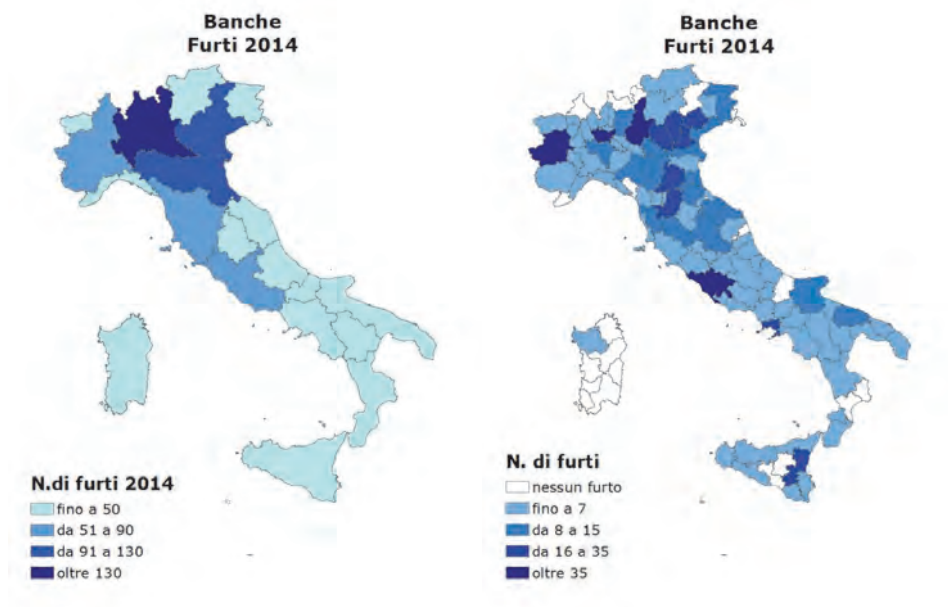 Banche
Furti 2014
N.di furti 2014
fino a 50
da 51 a 90
da 91 a 130
oltre 130
Banche
Furti 2014
N. di furti
nessun furto
fino a 7
da 8 a 15
da 16 a 35
oltre 35